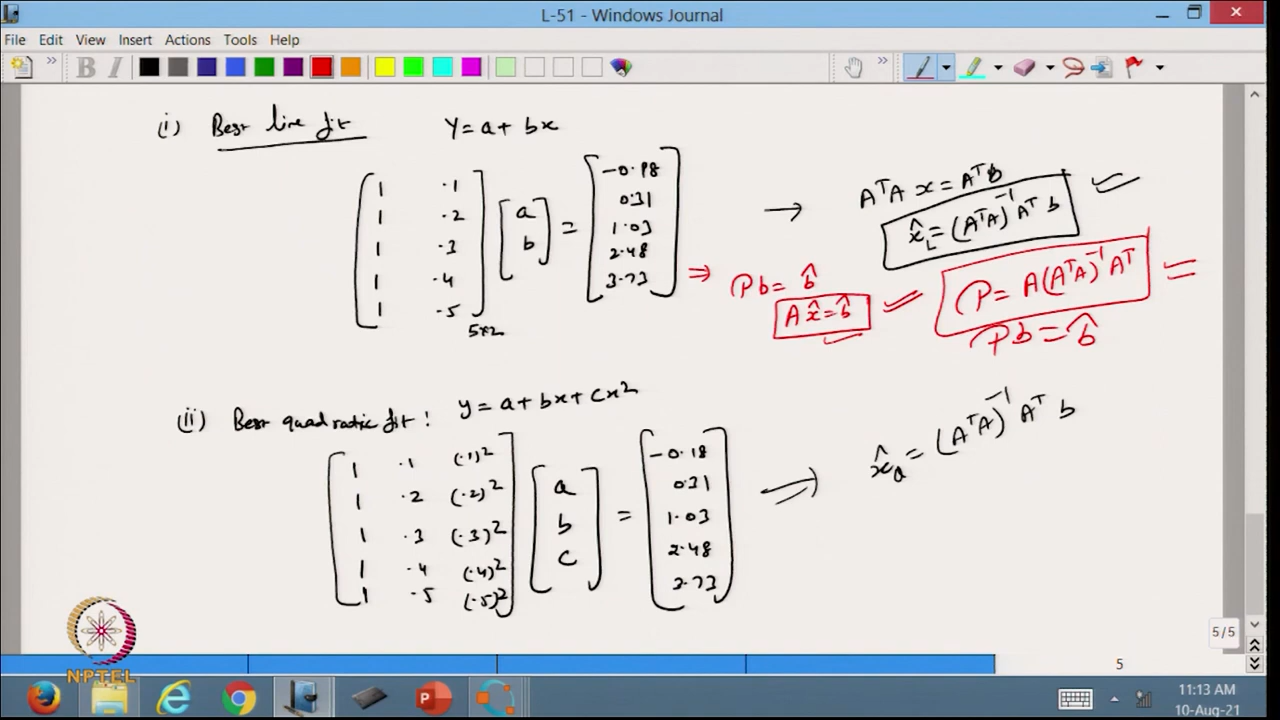 L-51 - Windows Journal
File Edit View Insert Actions Tools Help
(i) Best line fit y = a + bx
[1 .1; 1 .2; 1 .3; 1 .4; 1 .5] 5×2 [a; b] = [-0.18; 0.31; 1.03; 2.48; 3.73] → AᵀA x = Aᵀb
x̂_L = (AᵀA)⁻¹ Aᵀ b
⇒ Pb = b̂
A x̂ = b̂
P = A(AᵀA)⁻¹Aᵀ
Pb = b̂
(ii) Best quadratic fit : y = a + bx + cx²
[1 .1 (.1)²; 1 .2 (.2)²; 1 .3 (.3)²; 1 .4 (.4)²; 1 .5 (.5)²] [a; b; c] = [-0.18; 0.31; 1.03; 2.48; 3.73] ⇒ x̂_Q = (AᵀA)⁻¹ Aᵀ b
5/5
NPTEL
5
11:13 AM
10-Aug-21